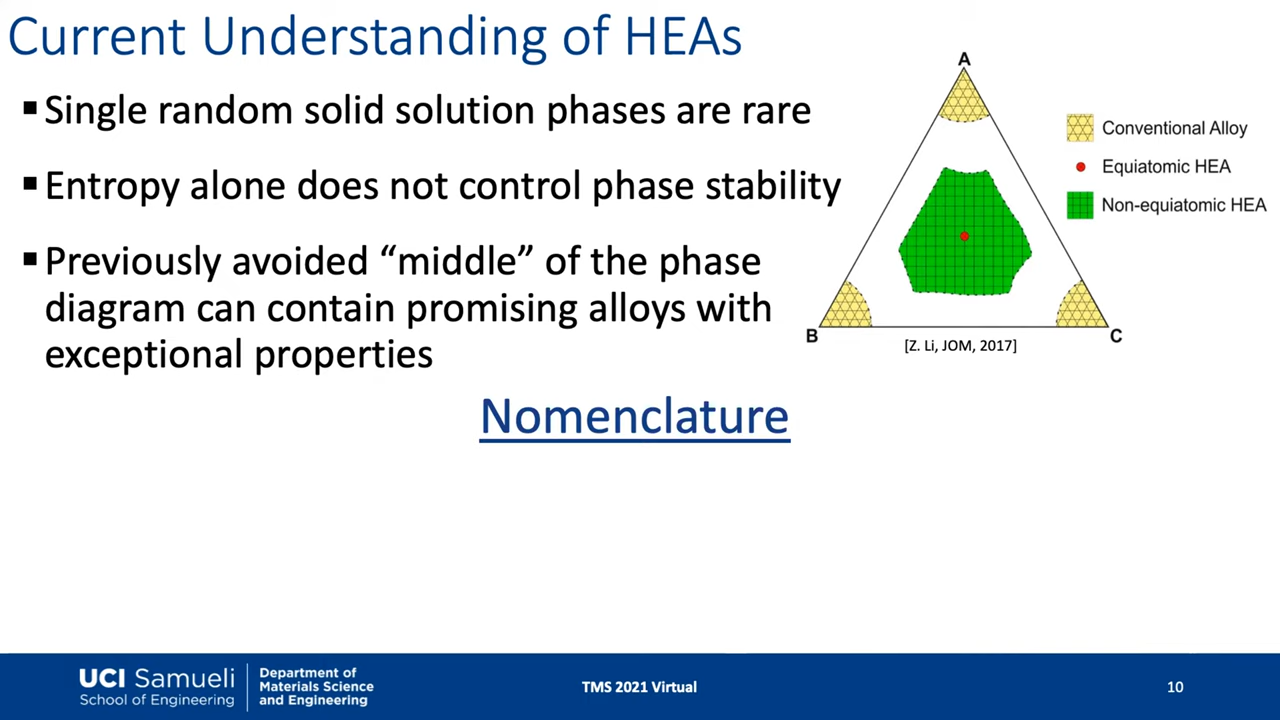 Current Understanding of HEAs
▪Single random solid solution phases are rare
▪Entropy alone does not control phase stability
▪Previously avoided “middle” of the phase
diagram can contain promising alloys with
exceptional properties
A
B
C
Conventional Alloy
Equiatomic HEA
Non-equiatomic HEA
[Z. Li, JOM, 2017]
Nomenclature
UCI Samueli
School of Engineering
Department of
Materials Science
and Engineering
TMS 2021 Virtual
10